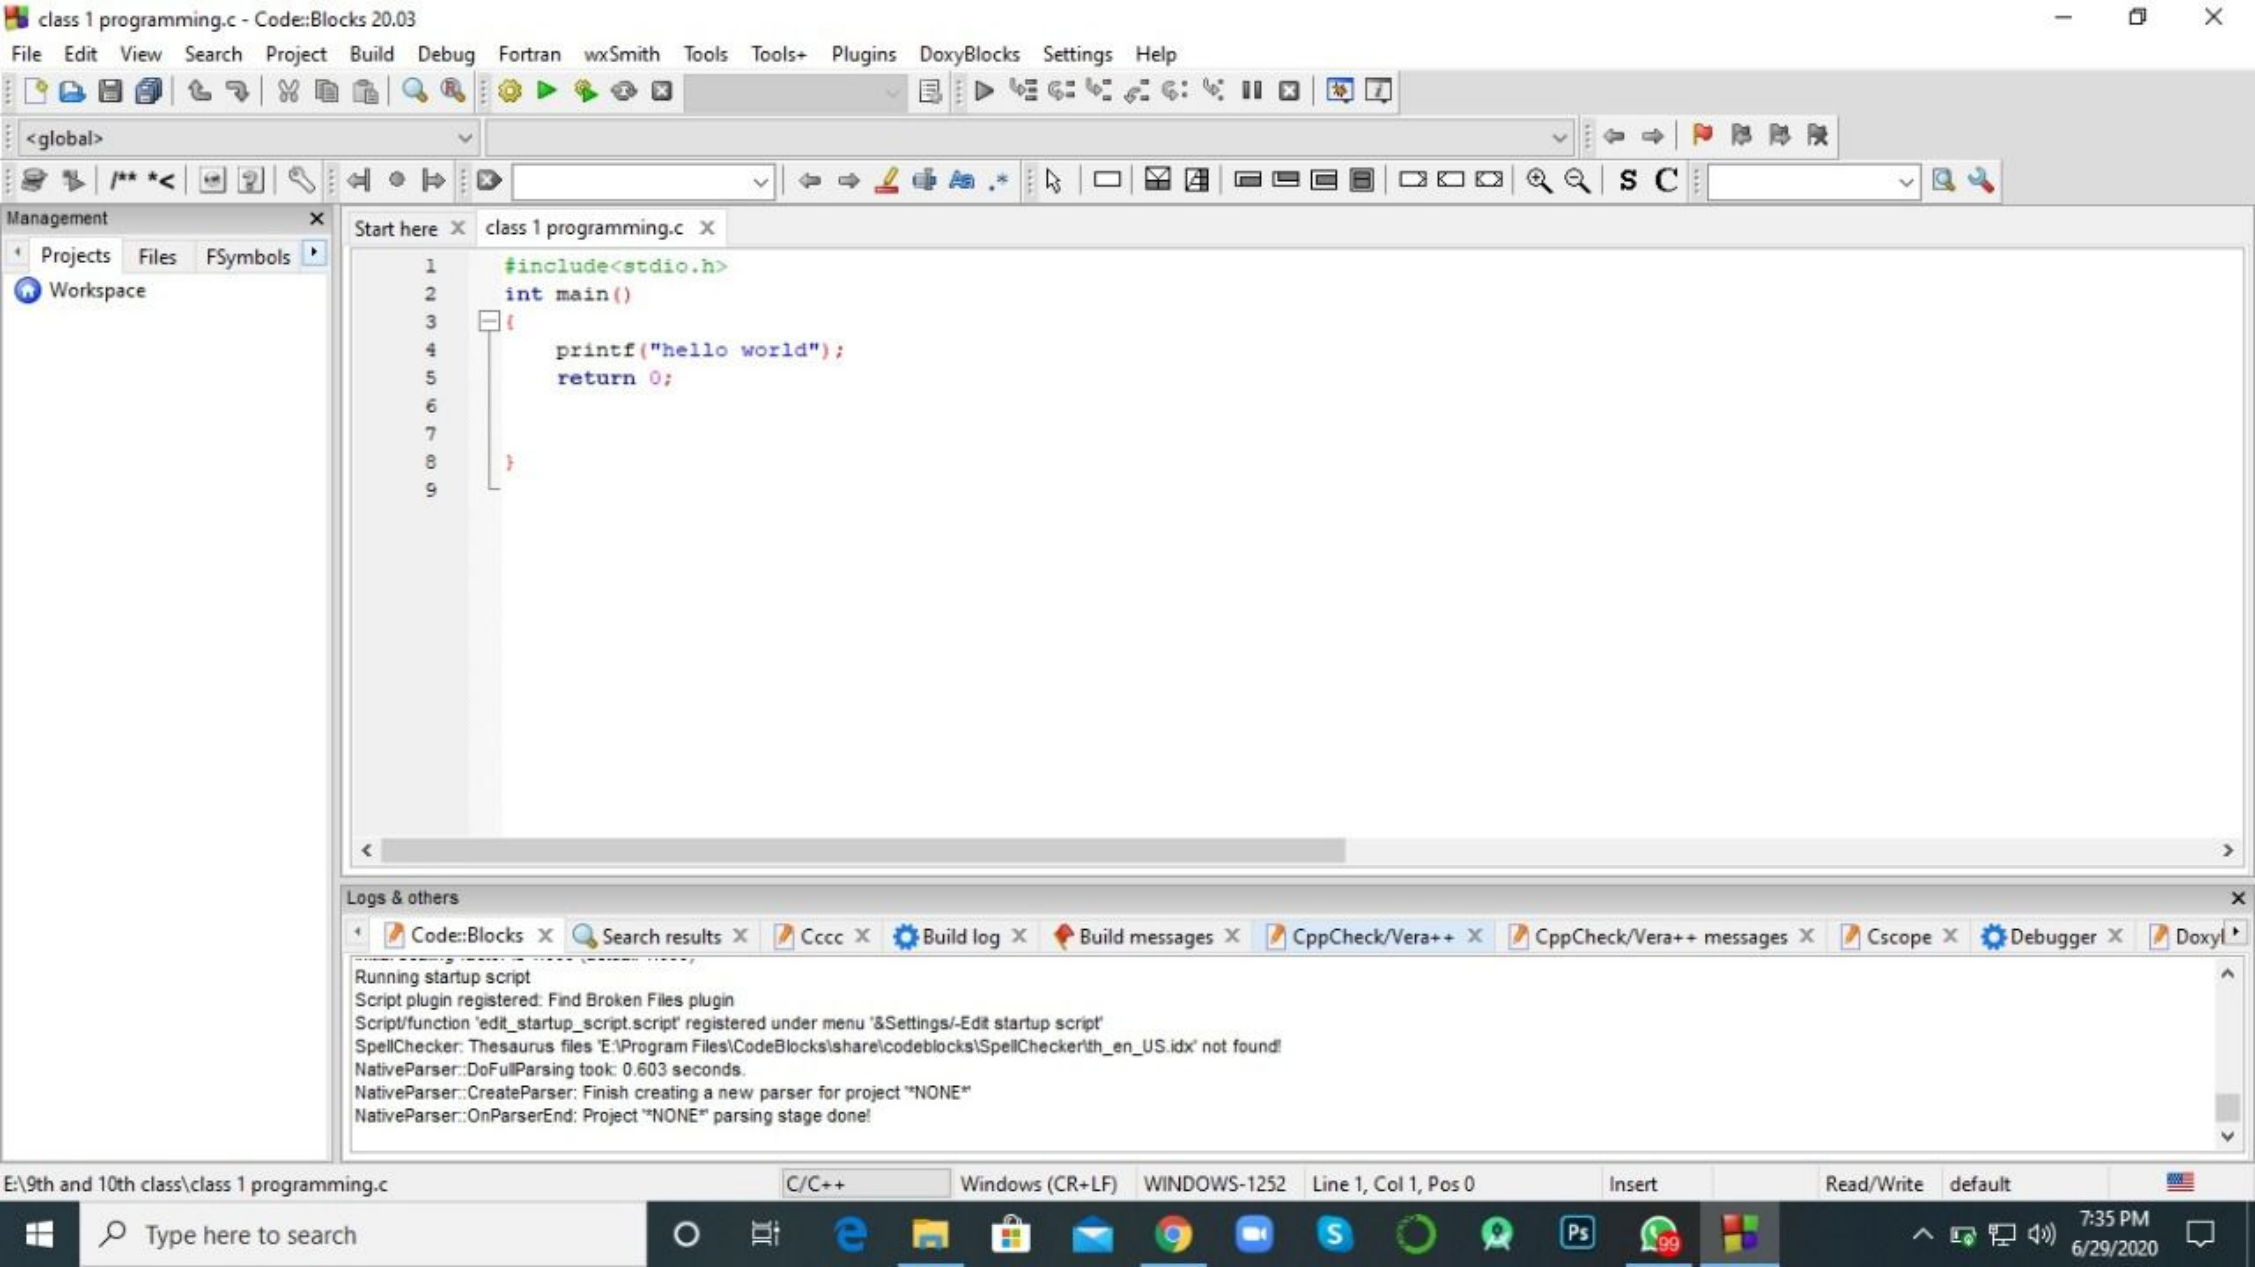 class 1 programming.c - Code::Blocks 20.03
File Edit View Search Project Build Debug Fortran wxSmith Tools Tools+ Plugins DoxyBlocks Settings Help
<global>
/** *< Aa .* S C
Management
Start here class 1 programming.c
Projects Files FSymbols
Workspace
1 #include<stdio.h>
2 int main()
3 {
4 printf("hello world");
5 return 0;
6
7
8 }
9
Logs & others
Code::Blocks Search results Cccc Build log Build messages CppCheck/Vera++ CppCheck/Vera++ messages Cscope Debugger Doxyl
Running startup script
Script plugin registered: Find Broken Files plugin
Script/function 'edit_startup_script.script' registered under menu '&Settings/-Edit startup script'
SpellChecker: Thesaurus files 'E:\Program Files\CodeBlocks\share\codeblocks\SpellChecker\th_en_US.idx' not found!
NativeParser::DoFullParsing took: 0.603 seconds.
NativeParser::CreateParser: Finish creating a new parser for project '*NONE*'
NativeParser::OnParserEnd: Project '*NONE*' parsing stage done!
E:\9th and 10th class\class 1 programming.c C/C++ Windows (CR+LF) WINDOWS-1252 Line 1, Col 1, Pos 0 Insert Read/Write default
Type here to search
Ps
99
7:35 PM
6/29/2020